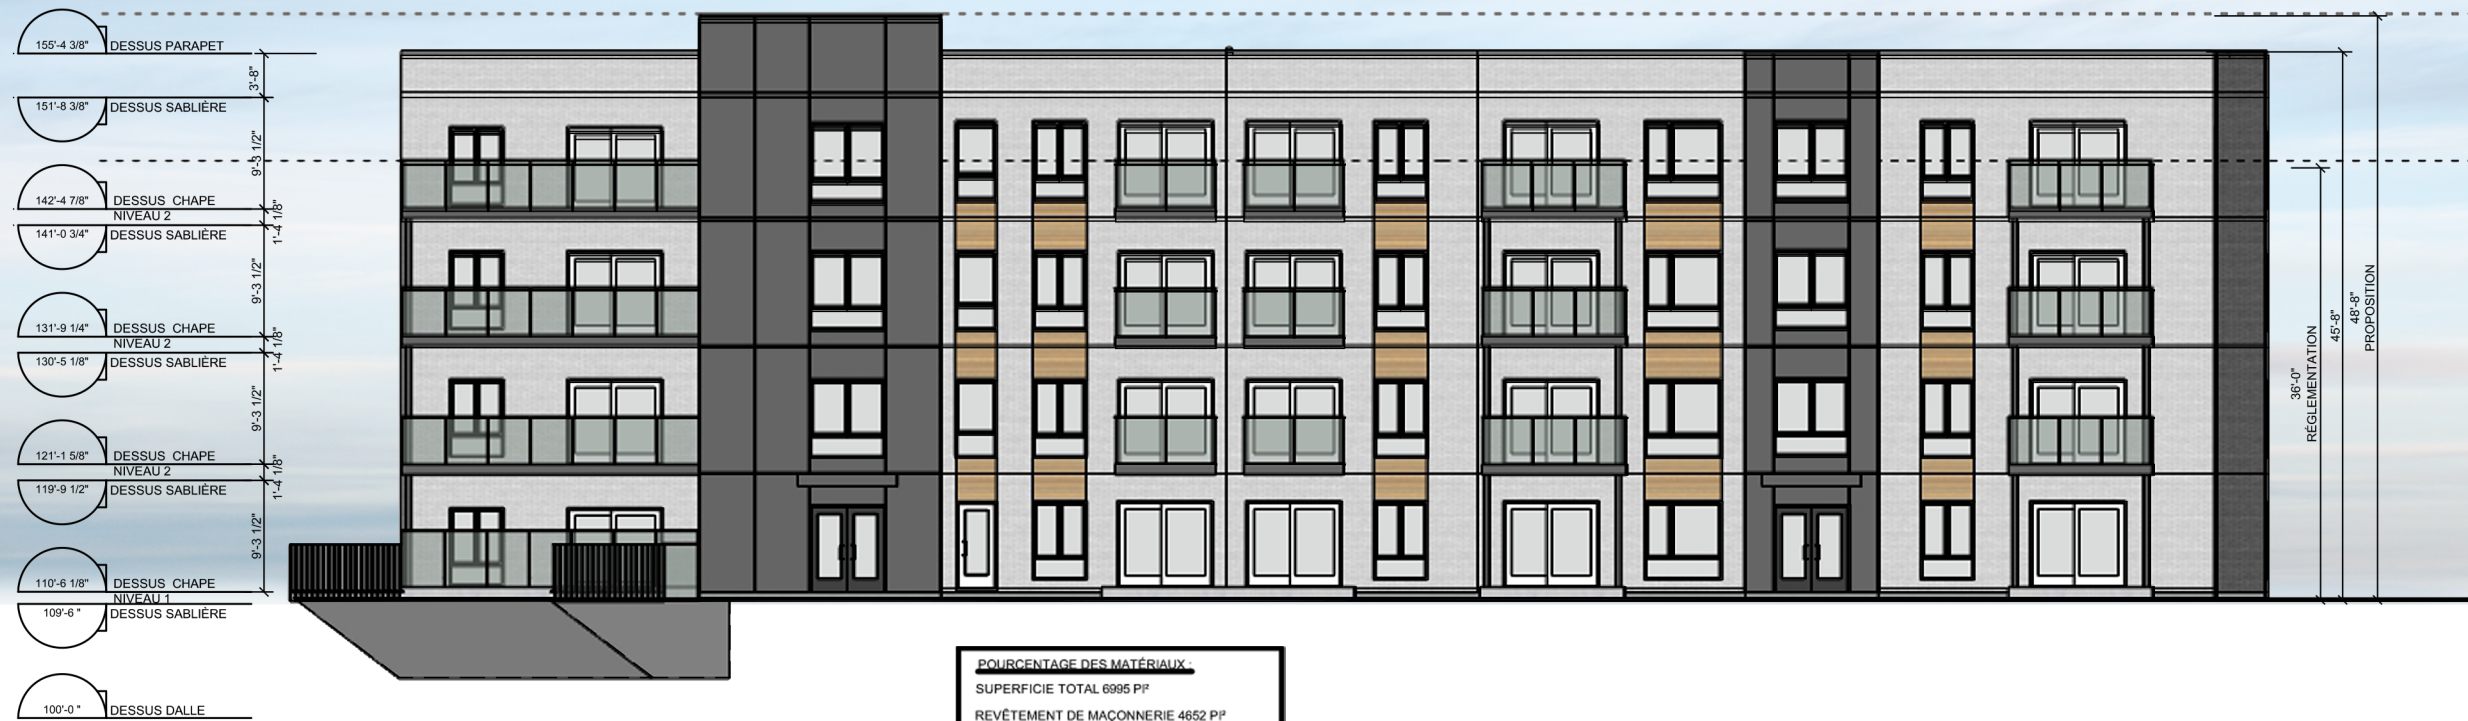 155'-4 3/8" DESSUS PARAPET
3'-8"
151'-8 3/8" DESSUS SABLIÈRE
9'-3 1/2"
142'-4 7/8" DESSUS CHAPE
NIVEAU 2
1'-4 1/8"
141'-0 3/4" DESSUS SABLIÈRE
9'-3 1/2"
131'-9 1/4" DESSUS CHAPE
NIVEAU 2
1'-4 1/8"
130'-5 1/8" DESSUS SABLIÈRE
9'-3 1/2"
121'-1 5/8" DESSUS CHAPE
NIVEAU 2
1'-4 1/8"
119'-9 1/2" DESSUS SABLIÈRE
9'-3 1/2"
110'-6 1/8" DESSUS CHAPE
NIVEAU 1
109'-6 " DESSUS SABLIÈRE
100'-0 " DESSUS DALLE
36'-0"
RÉGLEMENTATION
45'-8"
48'-8"
PROPOSITION
POURCENTAGE DES MATÉRIAUX :
SUPERFICIE TOTAL 6995 PI²
REVÊTEMENT DE MAÇONNERIE 4652 PI²